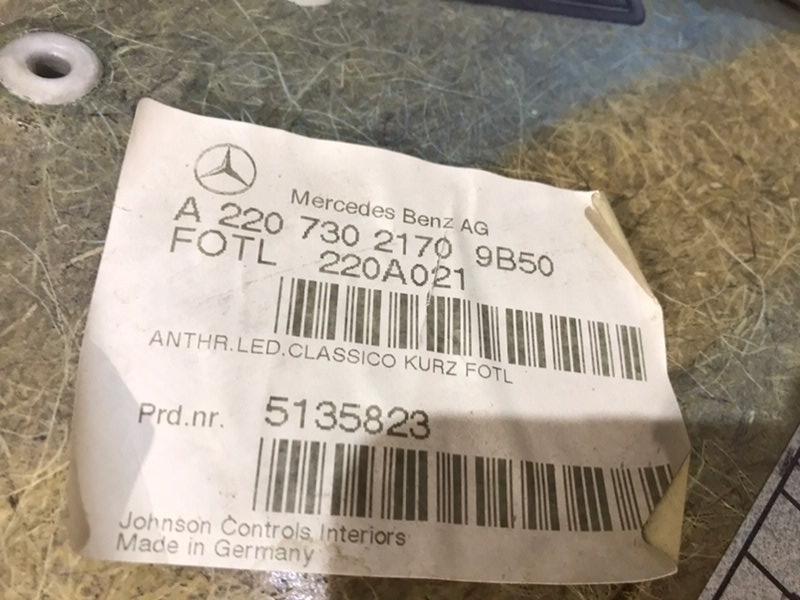 Mercedes Benz AG
A 220 730 2170 9B50
FOTL 220A021
ANTHR.LED.CLASSICO KURZ FOTL
Prd.nr. 5135823
Johnson Controls Interiors
Made in Germany